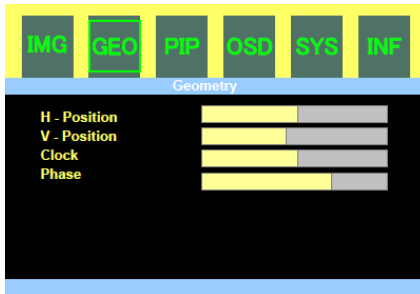 IMG GEO PIP OSD SYS INF
Geometry
H - Position
V - Position
Clock
Phase